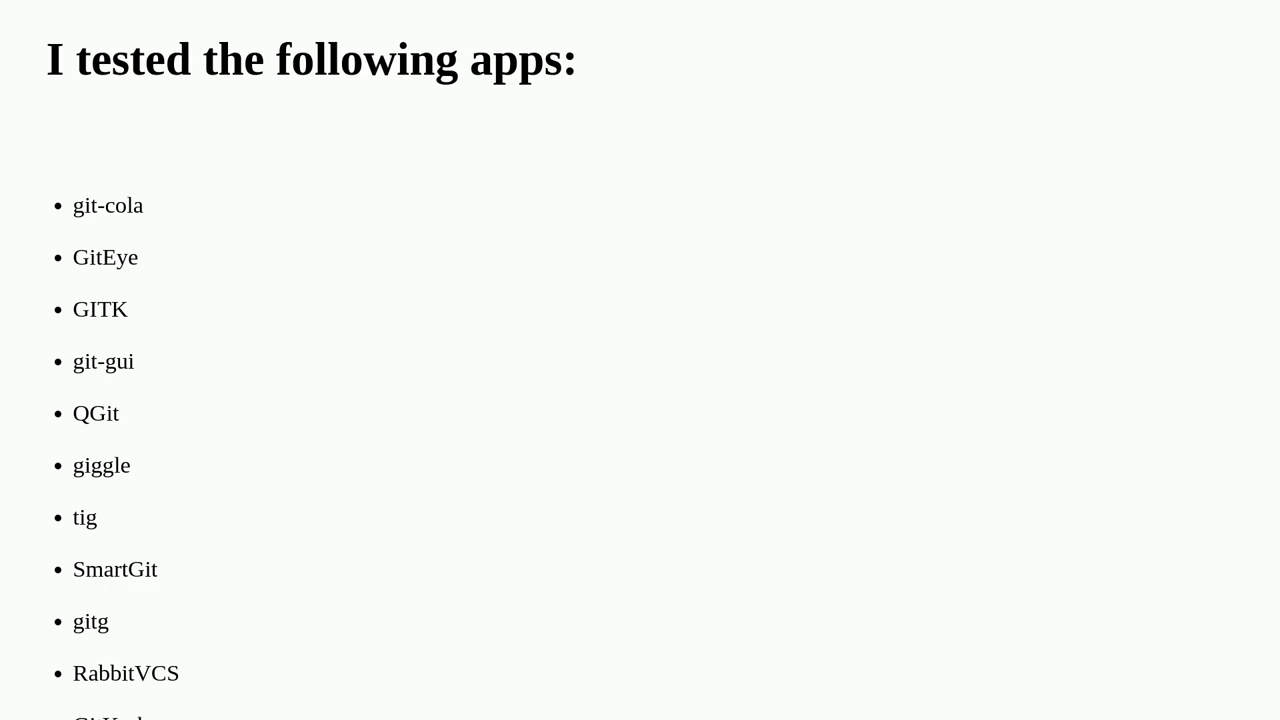 I tested the following apps:
• git-cola
• GitEye
• GITK
• git-gui
• QGit
• giggle
• tig
• SmartGit
• gitg
• RabbitVCS